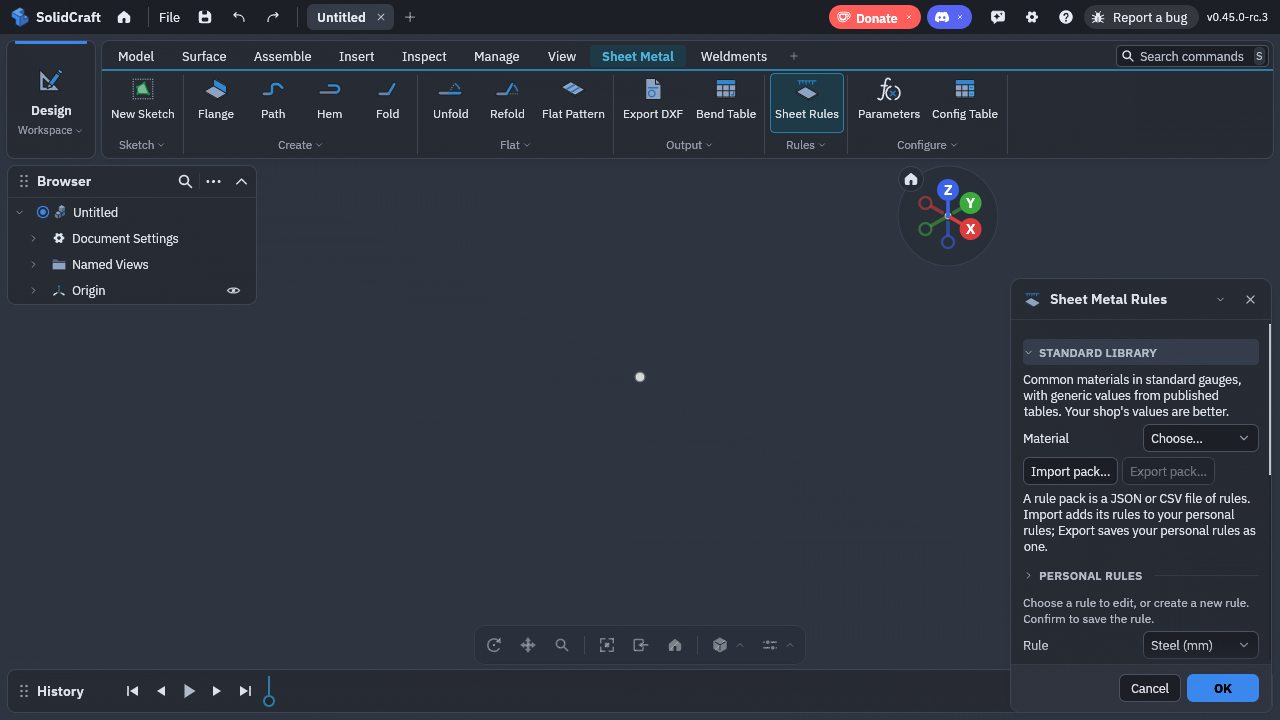 SolidCraft
File
Untitled
Donate
Report a bug
v0.45.0-rc.3
Design
Workspace
Model
Surface
Assemble
Insert
Inspect
Manage
View
Sheet Metal
Weldments
Search commands
S
New Sketch
Flange
Path
Hem
Fold
Unfold
Refold
Flat Pattern
Export DXF
Bend Table
Sheet Rules
Parameters
Config Table
Sketch
Create
Flat
Output
Rules
Configure
Browser
Untitled
Document Settings
Named Views
Origin
Z
Y
X
Sheet Metal Rules
STANDARD LIBRARY
Common materials in standard gauges,
with generic values from published
tables. Your shop's values are better.
Material
Choose...
Import pack...
Export pack...
A rule pack is a JSON or CSV file of rules.
Import adds its rules to your personal
rules; Export saves your personal rules as
one.
PERSONAL RULES
Choose a rule to edit, or create a new rule.
Confirm to save the rule.
Rule
Steel (mm)
Cancel
OK
History